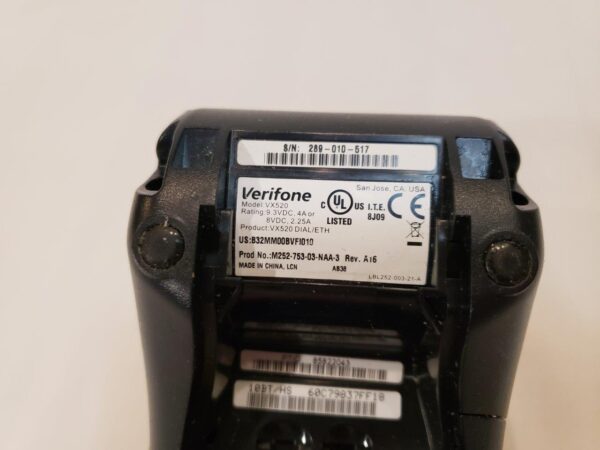 S/N: 289-010-517
Verifone
San Jose, CA, USA
Model: VX520
Rating: 9.3VDC, 4A or
8VDC, 2.25A
Product: VX520 DIAL/ETH
C UL US I.T.E.
LISTED 8J09
CE
US:B32MM00BVFI010
Prod No.:M252-753-03-NAA-3 Rev. A16
MADE IN CHINA, LCN A838
LBL252-003-21-A
85822043
10BT/HS 60C79837FF18